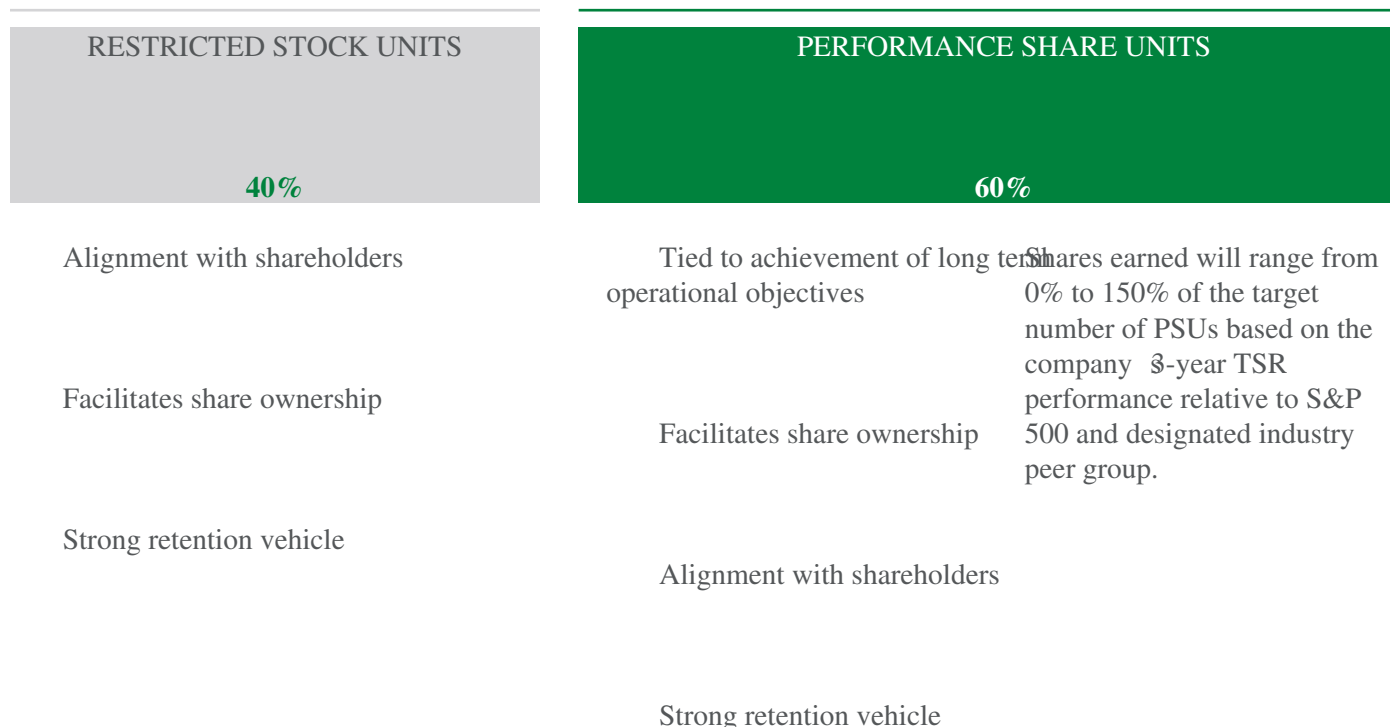 RESTRICTED STOCK UNITS
40%
Alignment with shareholders
Facilitates share ownership
Strong retention vehicle
PERFORMANCE SHARE UNITS
60%
Tied to achievement of long term
operational objectives
Facilitates share ownership
Alignment with shareholders
Strong retention vehicle
Shares earned will range from
0% to 150% of the target
number of PSUs based on the
company s 3-year TSR
performance relative to S&P
500 and designated industry
peer group.